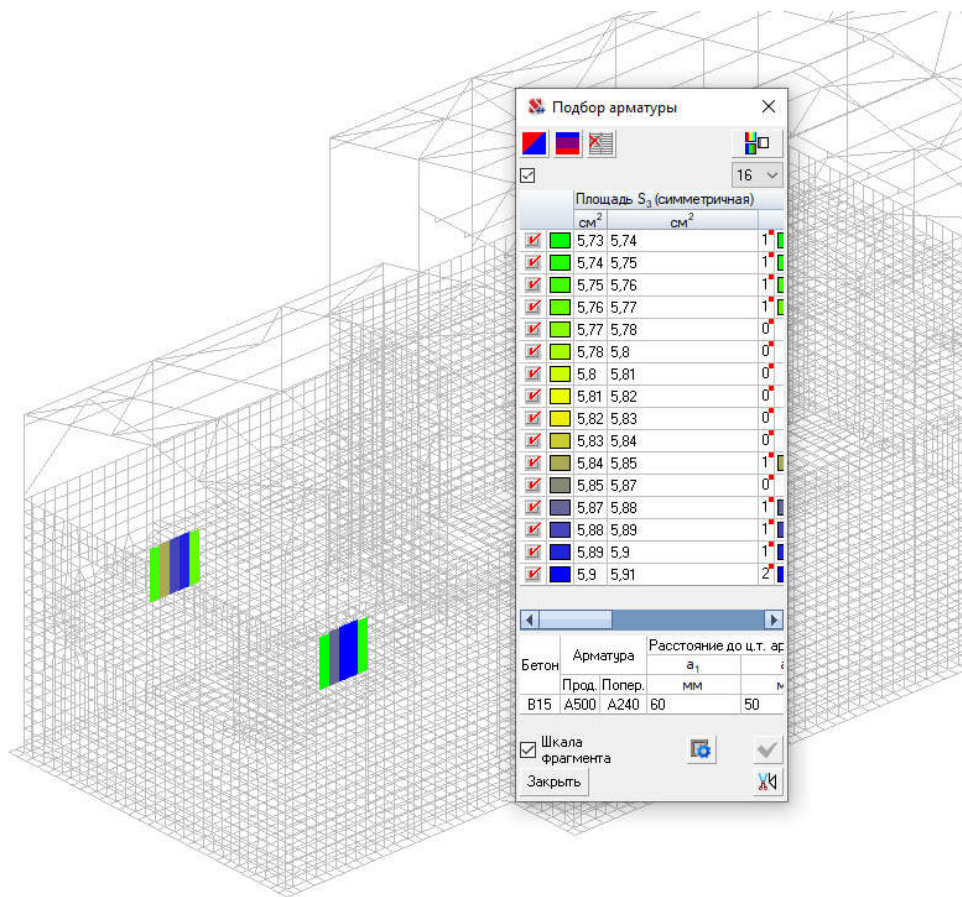 Подбор арматуры
16
Площадь S₃ (симметричная)
см² см²
5,73 5,74 1
5,74 5,75 1
5,75 5,76 1
5,76 5,77 1
5,77 5,78 0
5,78 5,8 0
5,8 5,81 0
5,81 5,82 0
5,82 5,83 0
5,83 5,84 0
5,84 5,85 1
5,85 5,87 0
5,87 5,88 1
5,88 5,89 1
5,89 5,9 1
5,9 5,91 2
Бетон Арматура Расстояние до ц.т. ар
a₁
Прод. Попер. мм
B15 A500 A240 60 50
Шкала
фрагмента
Закрыть